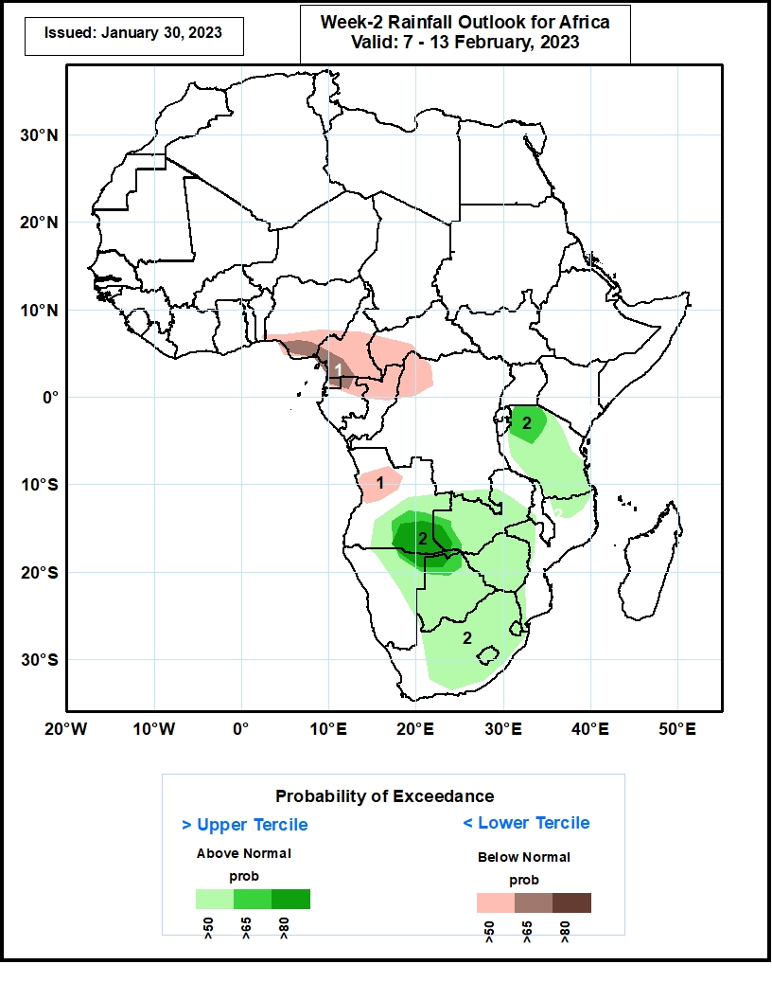 Issued: January 30, 2023
Week-2 Rainfall Outlook for Africa
Valid: 7 - 13 February, 2023
30°N
20°N
10°N
1
0°
2
10°S
1
2
2
20°S
2
30°S
20°W 10°W 0° 10°E 20°E 30°E 40°E 50°E
Probability of Exceedance
> Upper Tercile
< Lower Tercile
Above Normal
Below Normal
prob
prob
>50 >65 >80
>50 >65 >80